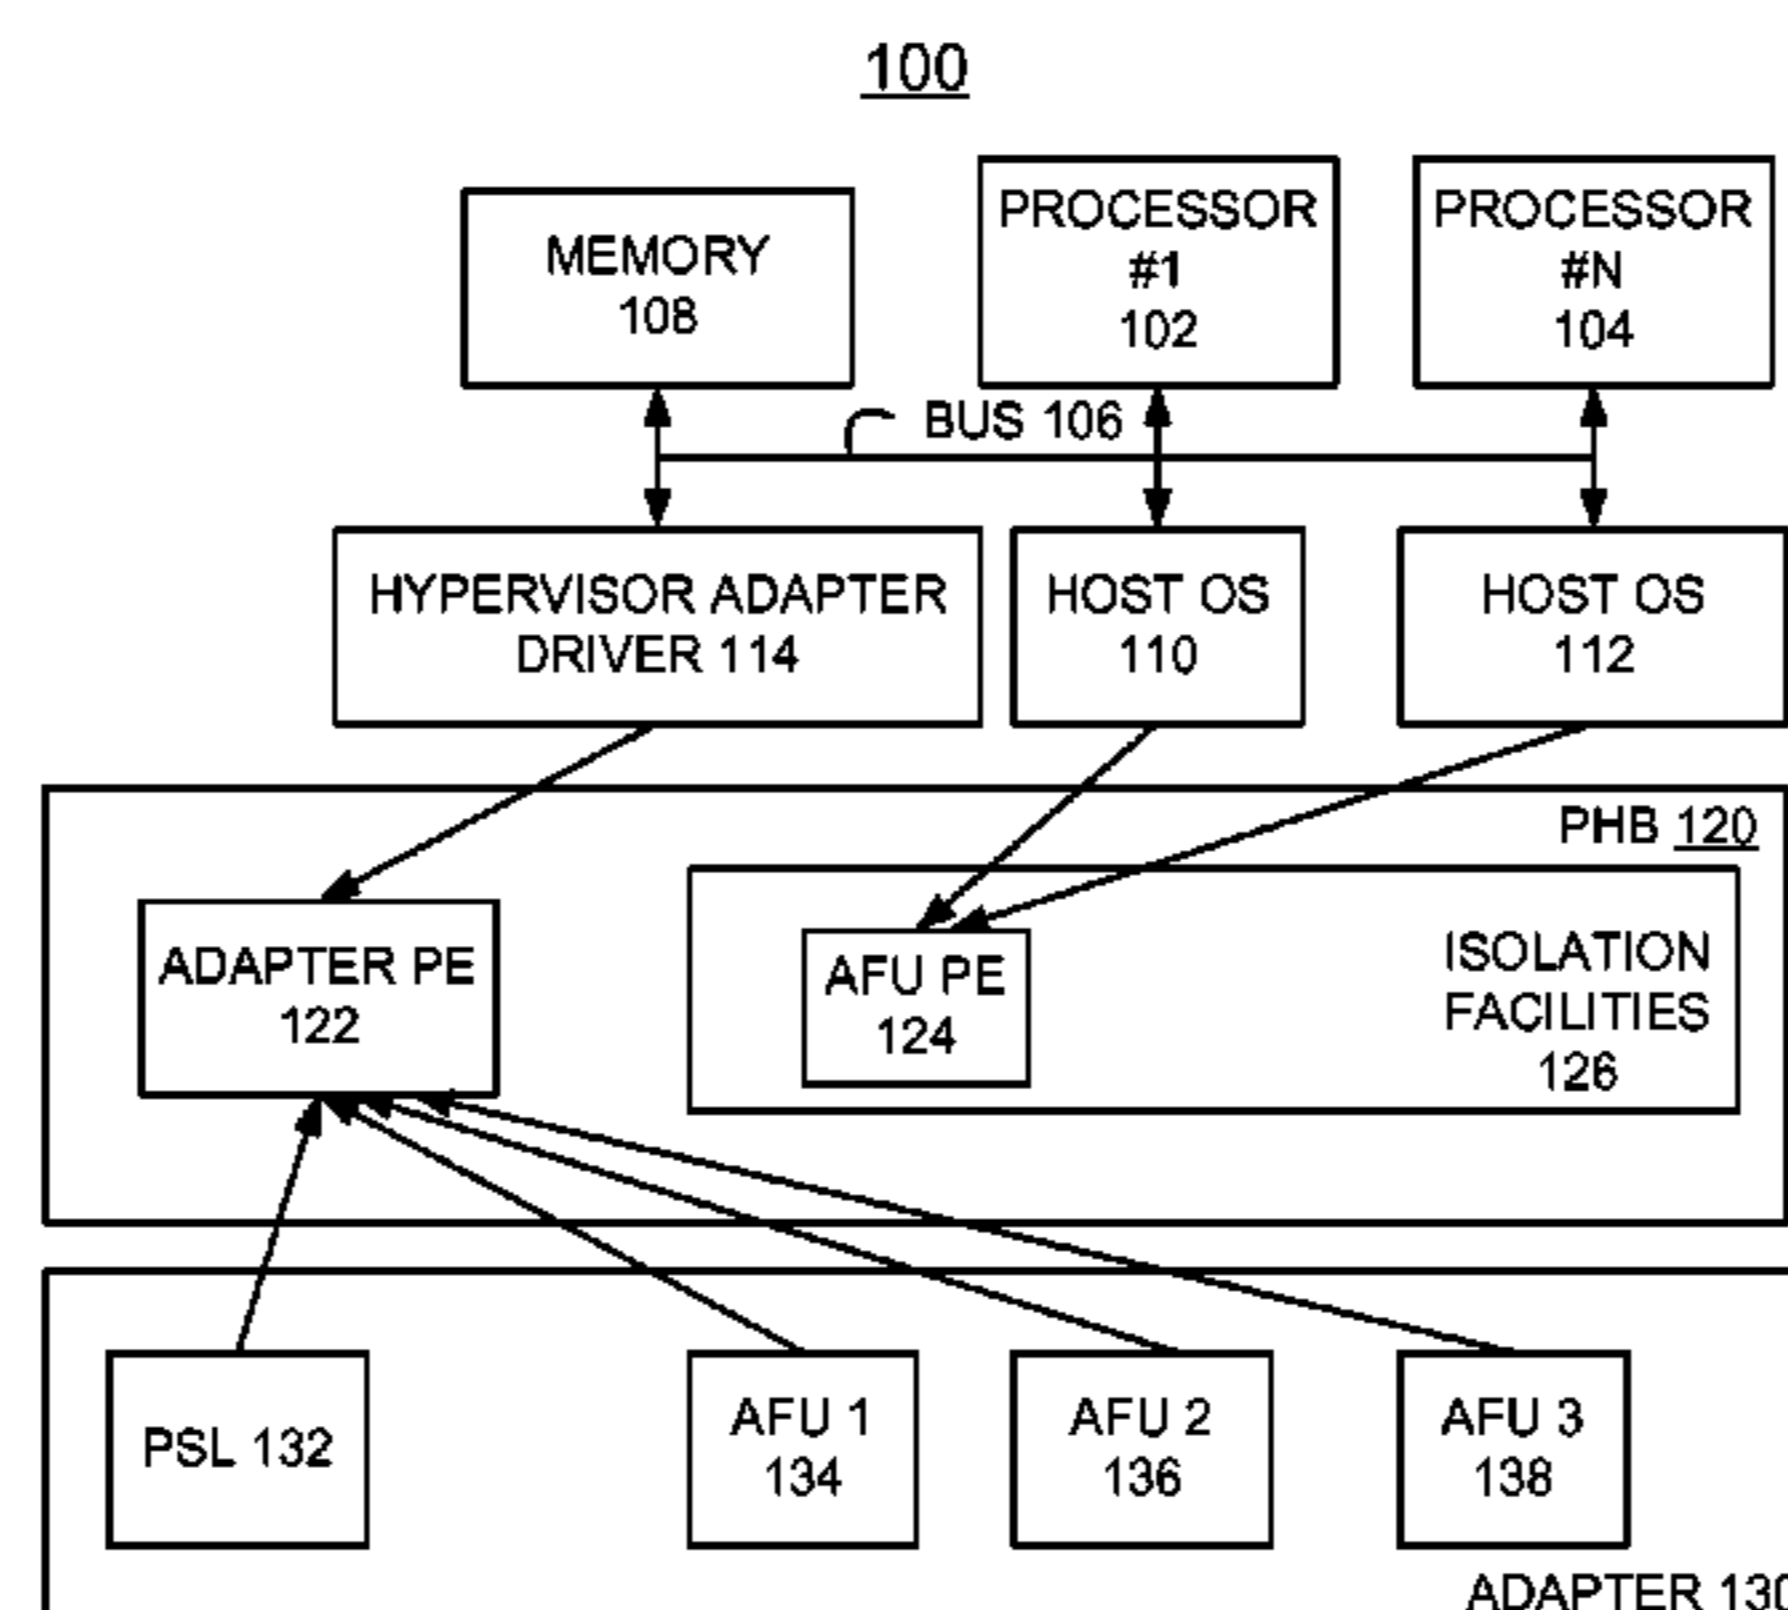 100
MEMORY
108
PROCESSOR
#1
102
PROCESSOR
#N
104
BUS 106
HYPERVISOR ADAPTER
DRIVER 114
HOST OS
110
HOST OS
112
PHB 120
ADAPTER PE
122
AFU PE
124
ISOLATION
FACILITIES
126
PSL 132
AFU 1
134
AFU 2
136
AFU 3
138
ADAPTER 130